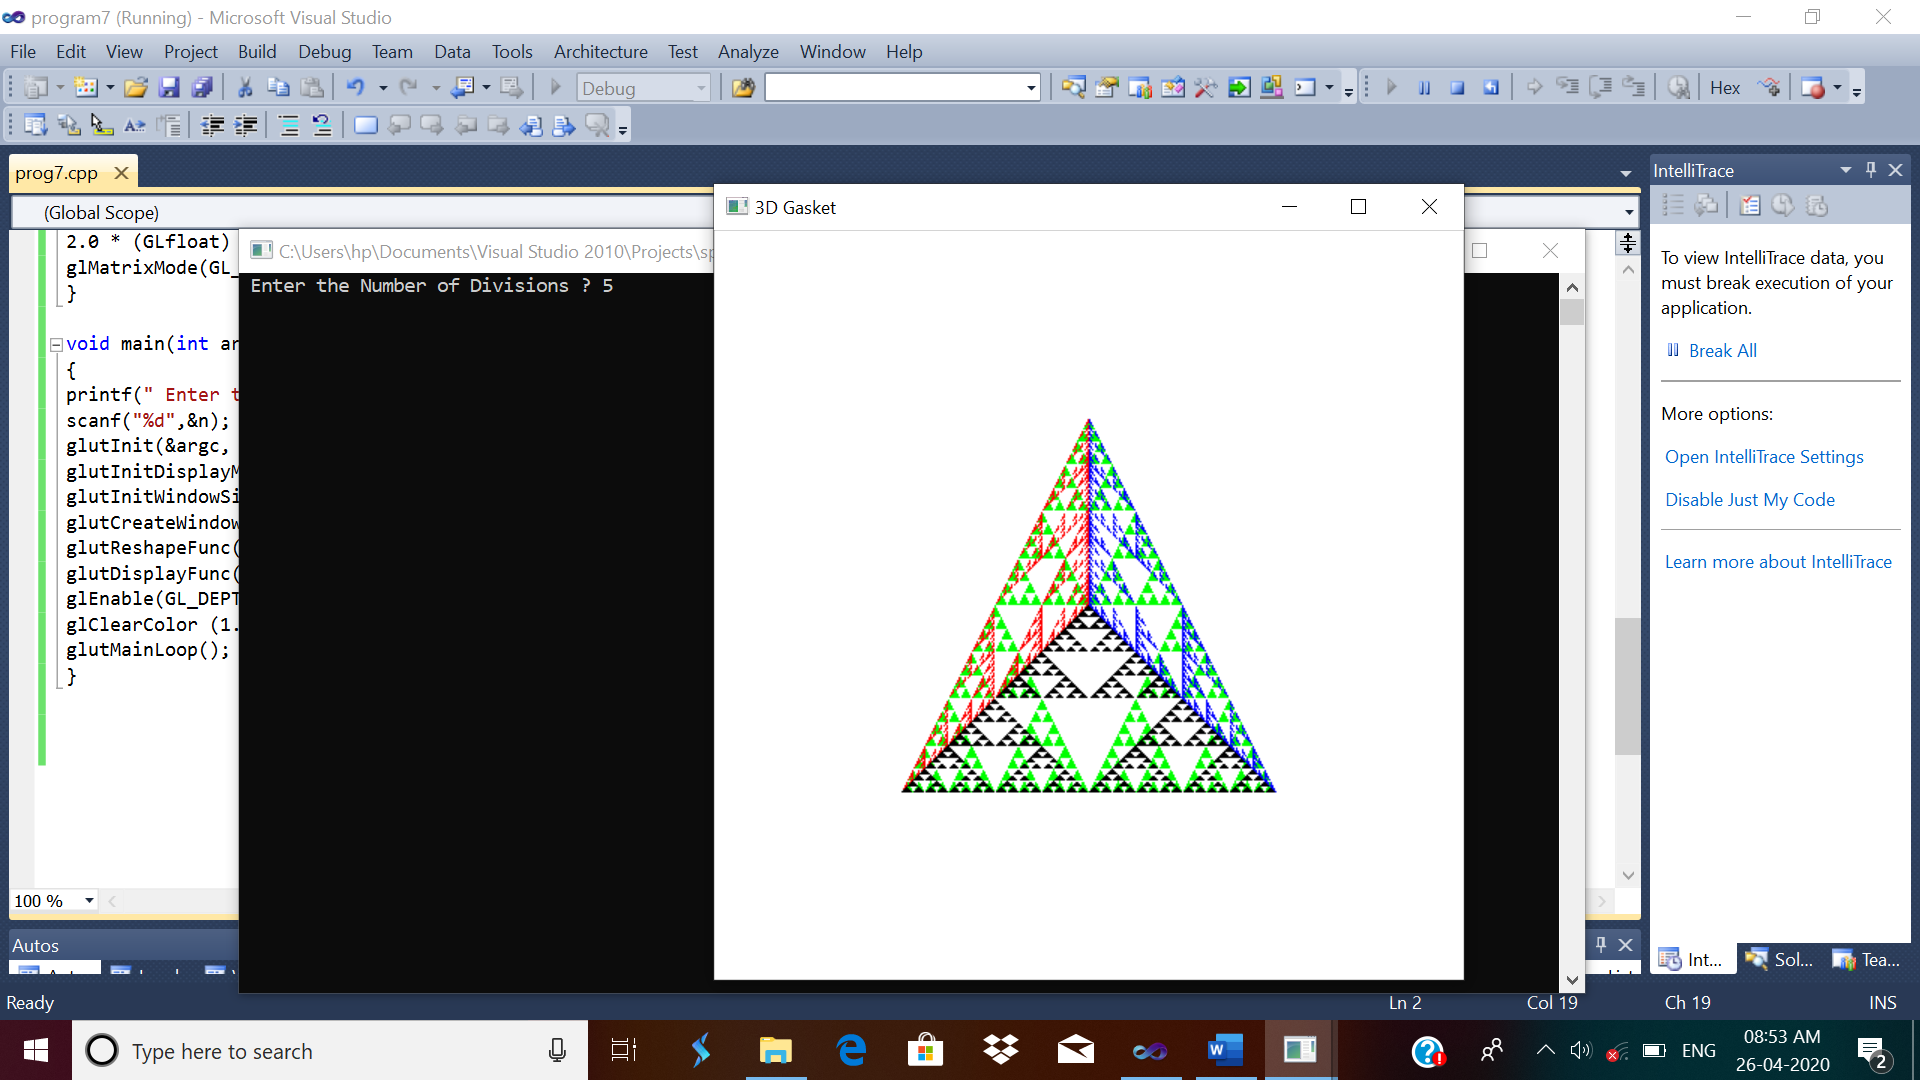 program7 (Running) - Microsoft Visual Studio
File Edit View Project Build Debug Team Data Tools Architecture Test Analyze Window Help
Debug
Hex
prog7.cpp
(Global Scope)
2.0 * (GLfloat)
glMatrixMode(GL_
}
void main(int ar
{
printf(" Enter t
scanf("%d",&n);
glutInit(&argc,
glutInitDisplayM
glutInitWindowSi
glutCreateWindow
glutReshapeFunc(
glutDisplayFunc(
glEnable(GL_DEPT
glClearColor (1.
glutMainLoop();
}
100 %
C:\Users\hp\Documents\Visual Studio 2010\Projects\sp
Enter the Number of Divisions ? 5
3D Gasket
IntelliTrace
To view IntelliTrace data, you
must break execution of your
application.
Break All
More options:
Open IntelliTrace Settings
Disable Just My Code
Learn more about IntelliTrace
Autos
Int... Sol... Tea...
Ready
Ln 2 Col 19 Ch 19 INS
Type here to search
ENG
08:53 AM
26-04-2020
2